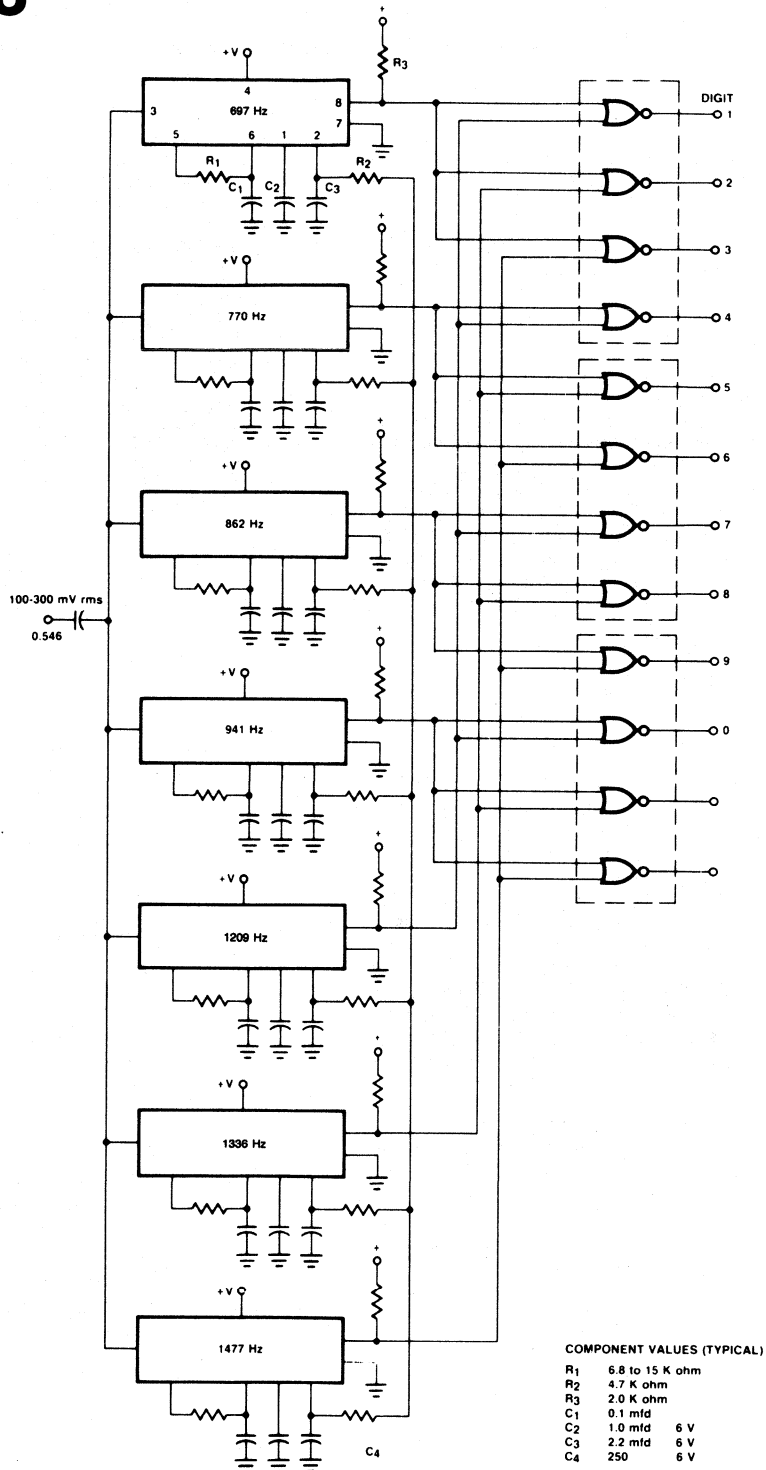 +
+V
R3
4
697 Hz
3
8
7
5 6 1 2
R1
R2
C1 C2 C3
DIGIT
1
2
3
4
5
6
7
8
9
0
+
+V
770 Hz
+
+V
862 Hz
100-300 mV rms
0.546
+
+V
941 Hz
+
+V
1209 Hz
+
+V
1336 Hz
+
+V
1477 Hz
C4
COMPONENT VALUES (TYPICAL)
R1 6.8 to 15 K ohm
R2 4.7 K ohm
R3 2.0 K ohm
C1 0.1 mfd
C2 1.0 mfd 6 V
C3 2.2 mfd 6 V
C4 250 6 V